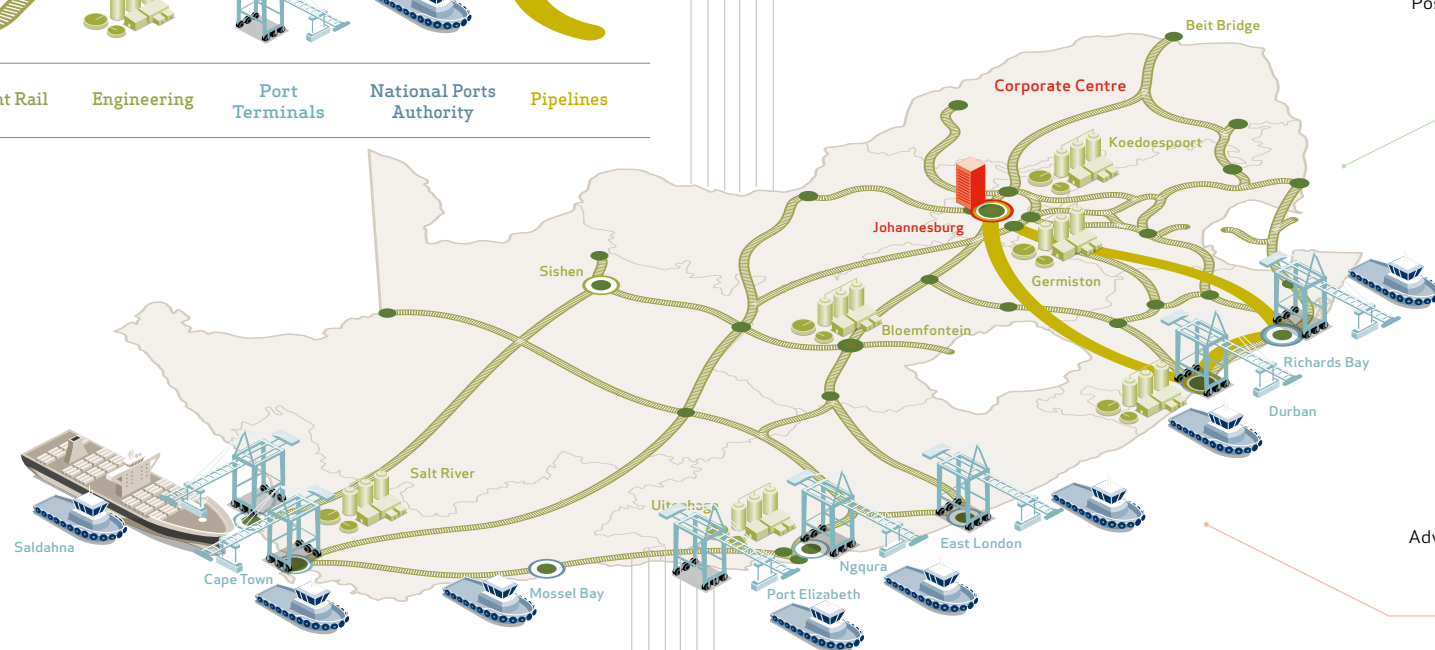 Beit Bridge
nt Rail
Engineering
Port
Terminals
National Ports
Authority
Pipelines
Corporate Centre
Koedoespoort
Johannesburg
Sishen
Germiston
Bloemfontein
Richards Bay
Durban
Salt River
Uitenhage
Saldahna
Cape Town
Mossel Bay
Port Elizabeth
Ngqura
East London
Adv